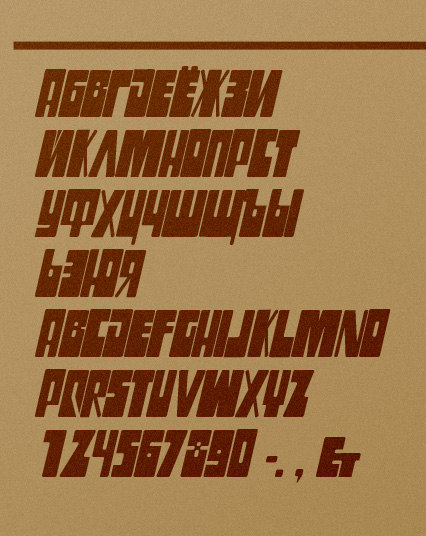 АБВГДЕЁЖЗИ
ЙКЛМНОПРСТ
УФХЦЧШЩЪЫ
ЬЭЮЯ
ABCDEFGHIJKLMNO
PQRSTUVWXYZ
1234567890 -. , &